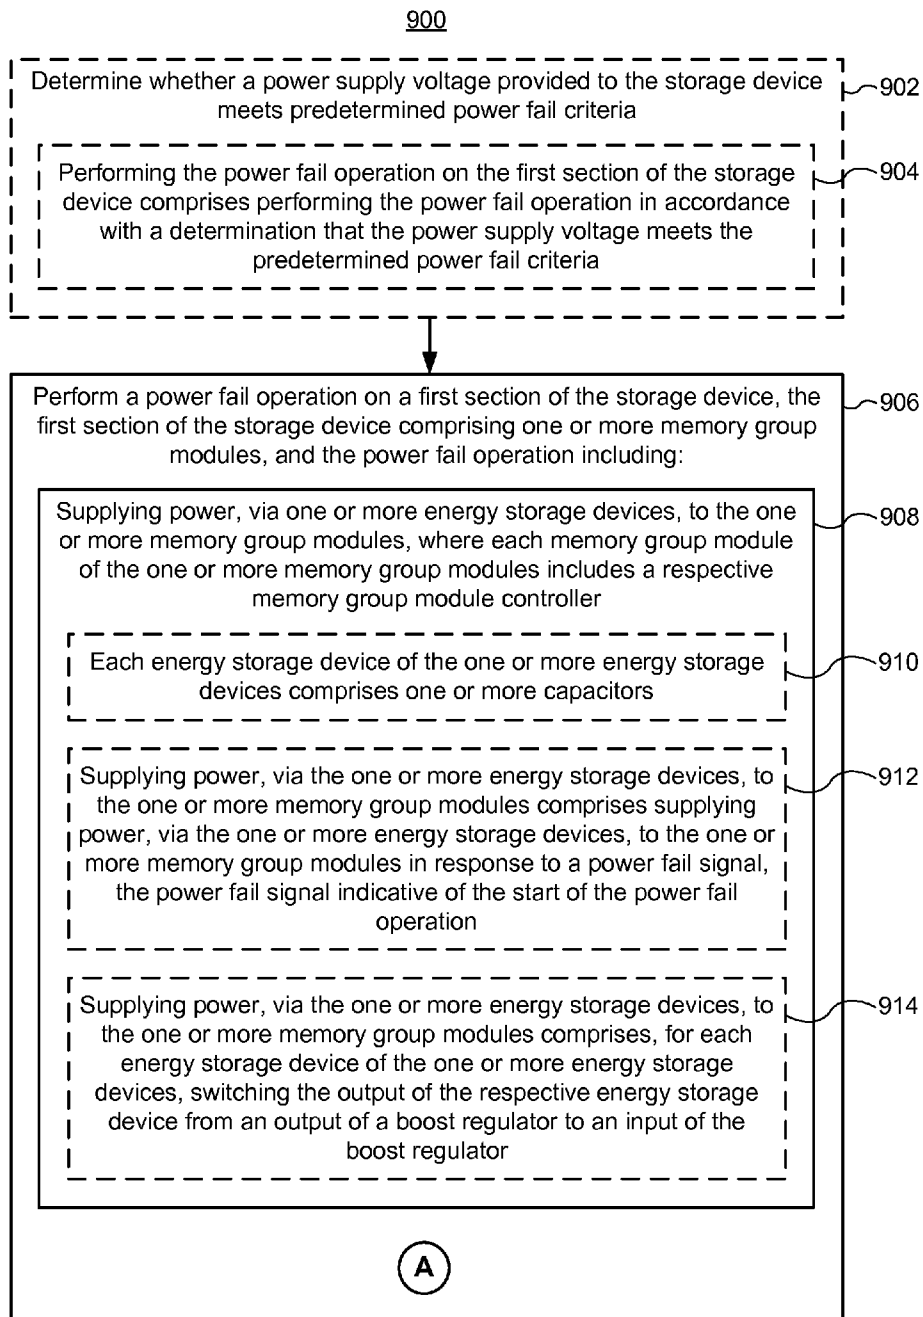 900
Determine whether a power supply voltage provided to the storage device
meets predetermined power fail criteria
902
Performing the power fail operation on the first section of the storage
device comprises performing the power fail operation in accordance
with a determination that the power supply voltage meets the
predetermined power fail criteria
904
Perform a power fail operation on a first section of the storage device, the
first section of the storage device comprising one or more memory group
modules, and the power fail operation including:
906
Supplying power, via one or more energy storage devices, to the one
or more memory group modules, where each memory group module
of the one or more memory group modules includes a respective
memory group module controller
908
Each energy storage device of the one or more energy storage
devices comprises one or more capacitors
910
Supplying power, via the one or more energy storage devices, to
the one or more memory group modules comprises supplying
power, via the one or more energy storage devices, to the one or
more memory group modules in response to a power fail signal,
the power fail signal indicative of the start of the power fail
operation
912
Supplying power, via the one or more energy storage devices, to
the one or more memory group modules comprises, for each
energy storage device of the one or more energy storage
devices, switching the output of the respective energy storage
device from an output of a boost regulator to an input of the
boost regulator
914
A